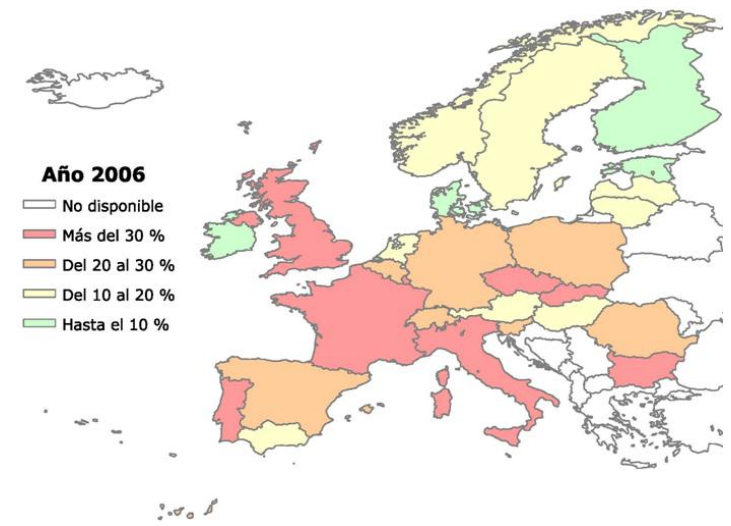 Año 2006
No disponible
Más del 30 %
Del 20 al 30 %
Del 10 al 20 %
Hasta el 10 %